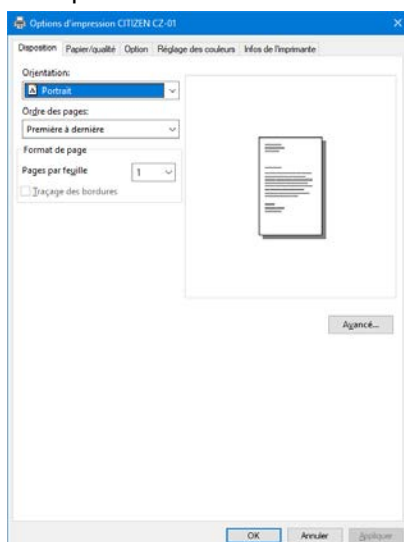 Options d'impression CITIZEN CZ-01
Disposition Papier/qualité Option Réglage des couleurs Infos de l'imprimante
Orientation:
Portrait
Ordre des pages:
Première à dernière
Format de page
Pages par feuille 1
Traçage des bordures
Avancé...
OK Annuler Appliquer